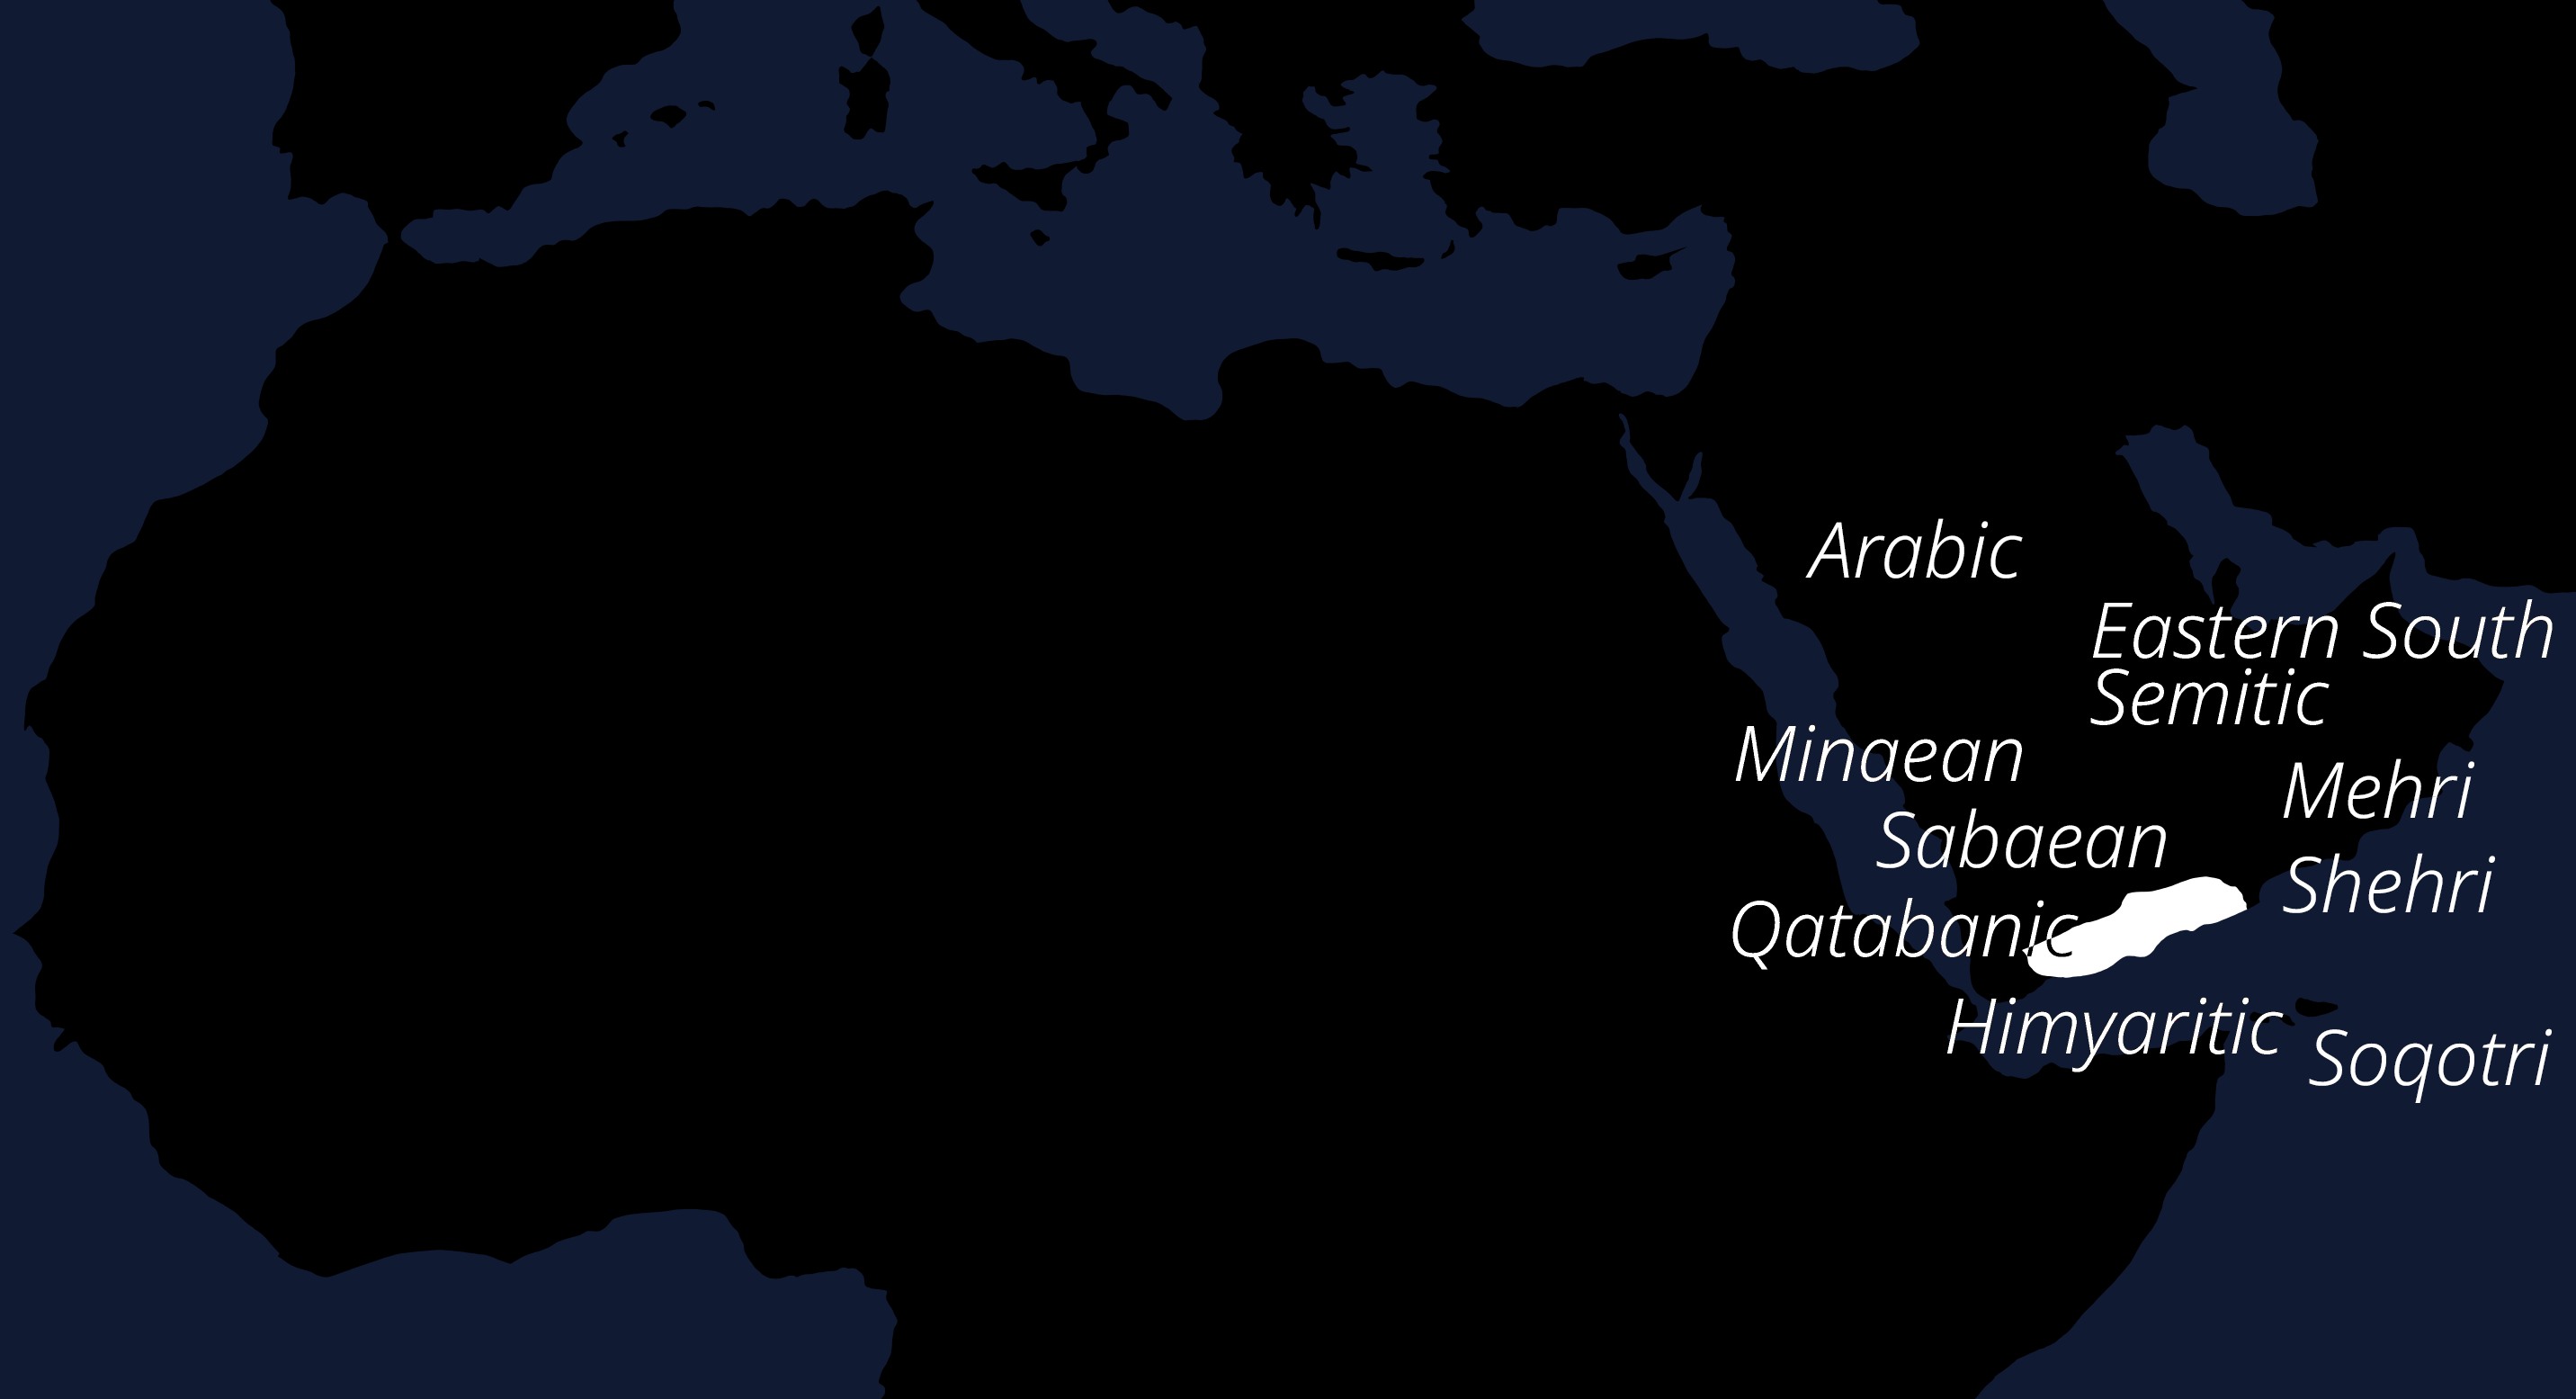 Arabic
Eastern South
Semitic
Minaean
Mehri
Sabaean
Shehri
Qatabanic
Himyaritic
Soqotri